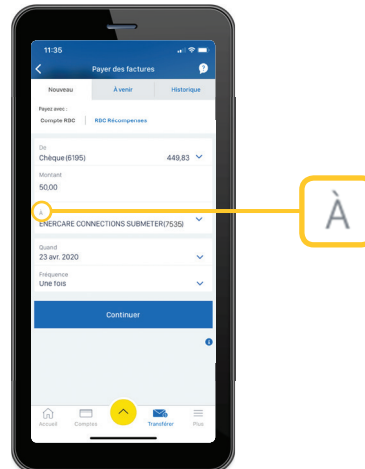 11:35
Payer des factures
Nouveau À venir Historique
Payez avec :
Compte RBC RBC Récompenses
De
Chèque (6195) 449,83
Montant
50,00
À
ENERCARE CONNECTIONS SUBMETER(7535)
À
Quand
23 avr. 2020
Fréquence
Une fois
Continuer
Accueil Comptes Transférer Plus